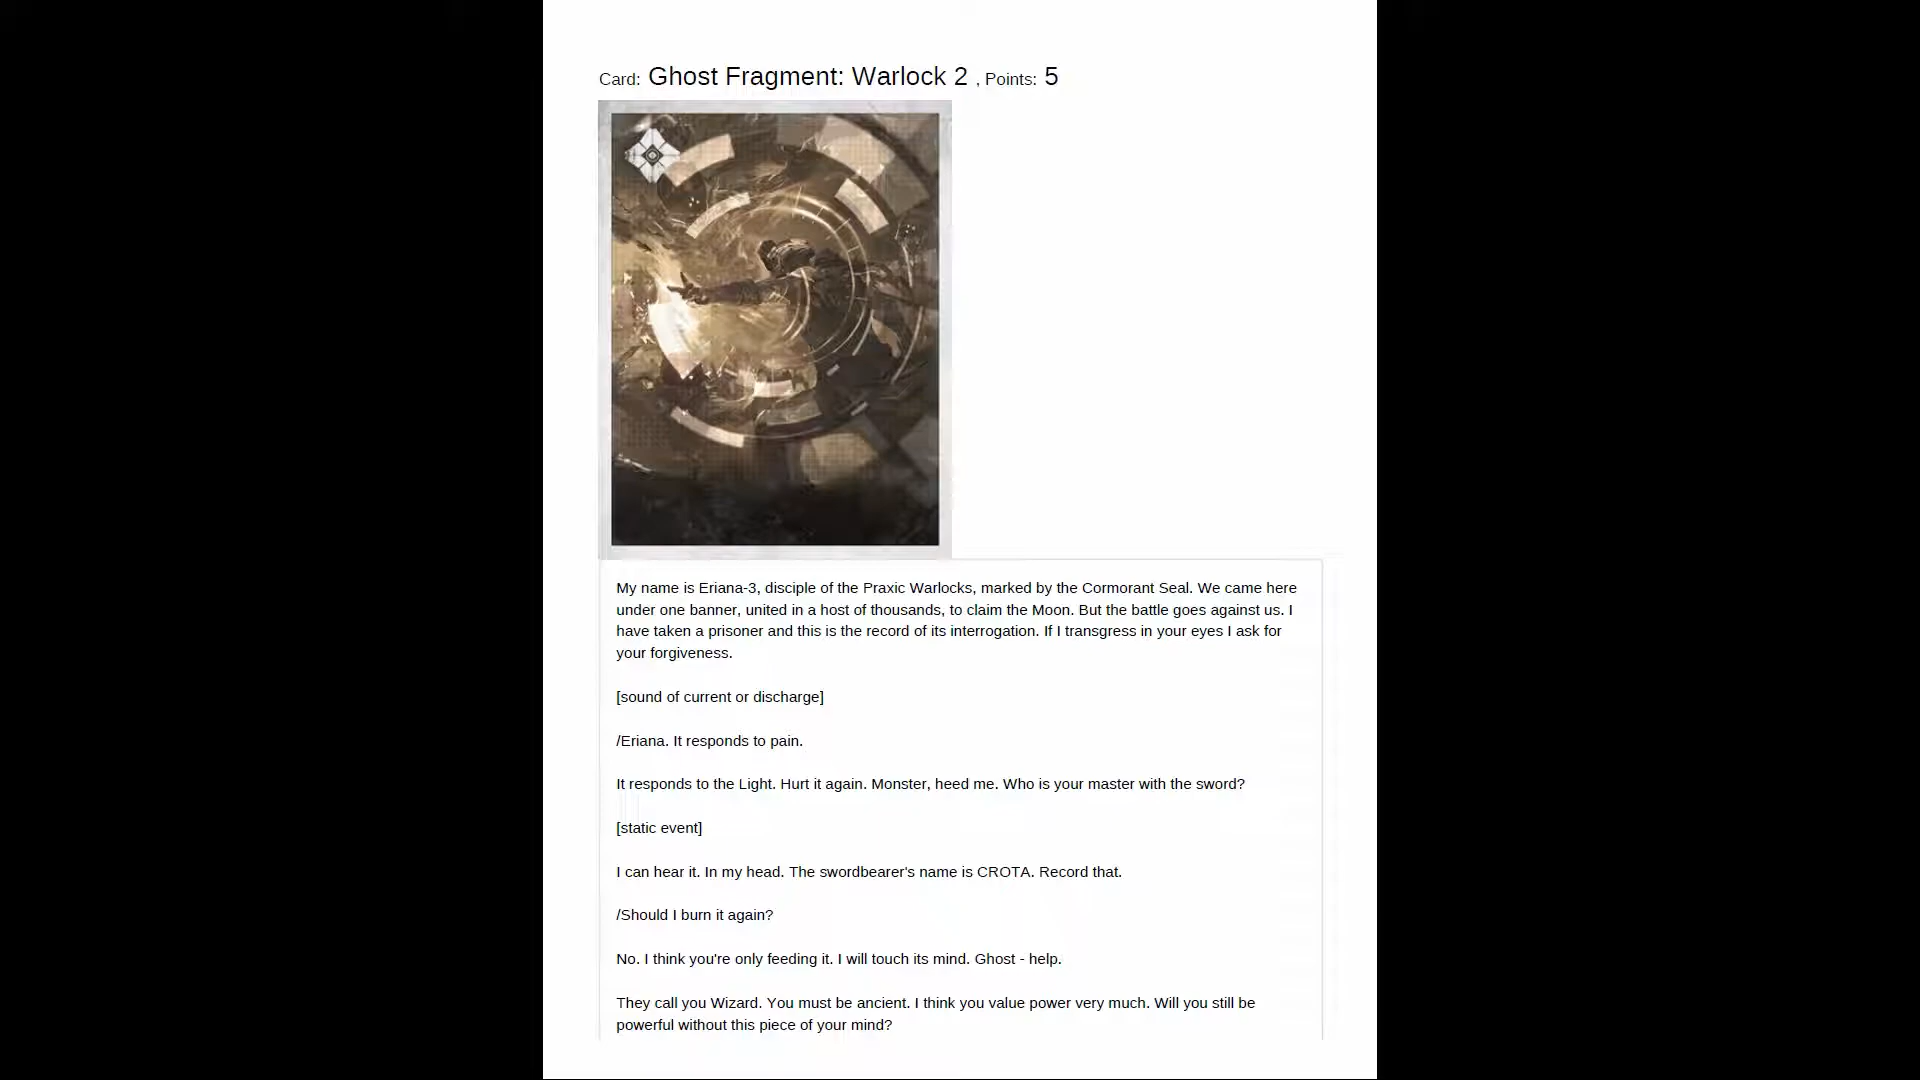 Card: Ghost Fragment: Warlock 2 , Points: 5
My name is Eriana-3, disciple of the Praxic Warlocks, marked by the Cormorant Seal. We came here
under one banner, united in a host of thousands, to claim the Moon. But the battle goes against us. I
have taken a prisoner and this is the record of its interrogation. If I transgress in your eyes I ask for
your forgiveness.
[sound of current or discharge]
/Eriana. It responds to pain.
It responds to the Light. Hurt it again. Monster, heed me. Who is your master with the sword?
[static event]
I can hear it. In my head. The swordbearer's name is CROTA. Record that.
/Should I burn it again?
No. I think you're only feeding it. I will touch its mind. Ghost - help.
They call you Wizard. You must be ancient. I think you value power very much. Will you still be
powerful without this piece of your mind?